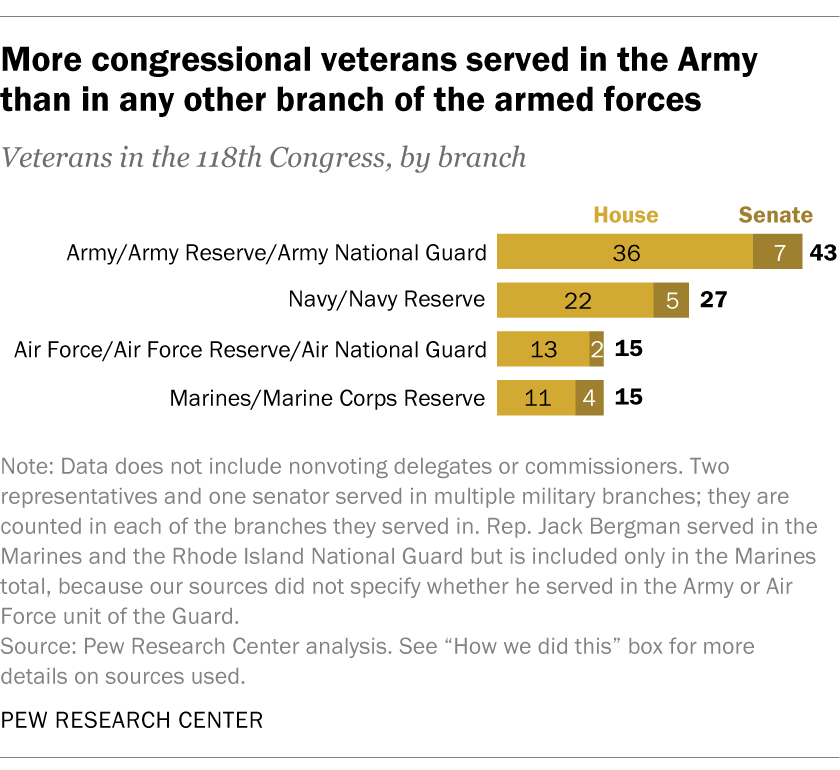 More congressional veterans served in the Army
than in any other branch of the armed forces
Veterans in the 118th Congress, by branch
House Senate
Army/Army Reserve/Army National Guard 36 7 43
Navy/Navy Reserve 22 5 27
Air Force/Air Force Reserve/Air National Guard 13 2 15
Marines/Marine Corps Reserve 11 4 15
Note: Data does not include nonvoting delegates or commissioners. Two
representatives and one senator served in multiple military branches; they are
counted in each of the branches they served in. Rep. Jack Bergman served in the
Marines and the Rhode Island National Guard but is included only in the Marines
total, because our sources did not specify whether he served in the Army or Air
Force unit of the Guard.
Source: Pew Research Center analysis. See “How we did this” box for more
details on sources used.
PEW RESEARCH CENTER